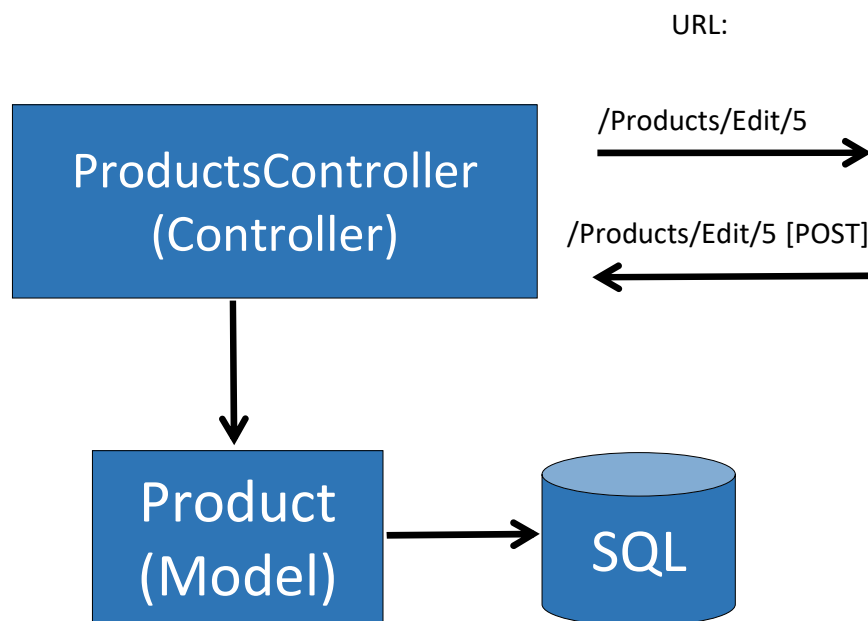 URL:
/Products/Edit/5
ProductsController
(Controller)
/Products/Edit/5 [POST]
Product
(Model)
SQL